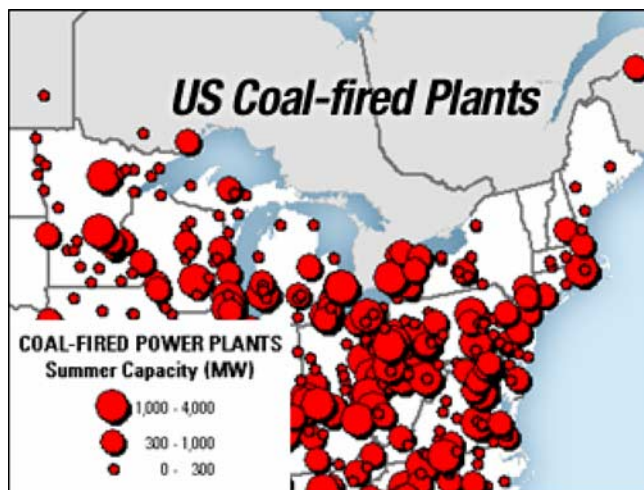 US Coal-fired Plants
COAL-FIRED POWER PLANTS
Summer Capacity (MW)
1,000 - 4,000
300 - 1,000
0 - 300